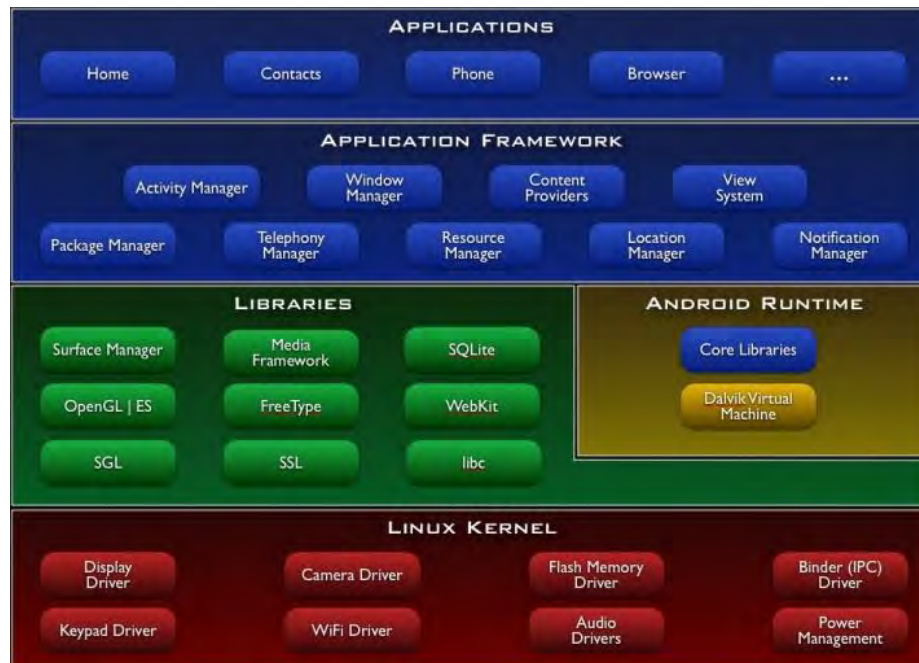 APPLICATIONS
Home
Contacts
Phone
Browser
...
APPLICATION FRAMEWORK
Activity Manager
Window
Manager
Content
Providers
View
System
Package Manager
Telephony
Manager
Resource
Manager
Location
Manager
Notification
Manager
LIBRARIES
Surface Manager
Media
Framework
SQLite
OpenGL | ES
FreeType
WebKit
SGL
SSL
libc
ANDROID RUNTIME
Core Libraries
Dalvik Virtual
Machine
LINUX KERNEL
Display
Driver
Camera Driver
Flash Memory
Driver
Binder (IPC)
Driver
Keypad Driver
WiFi Driver
Audio
Drivers
Power
Management